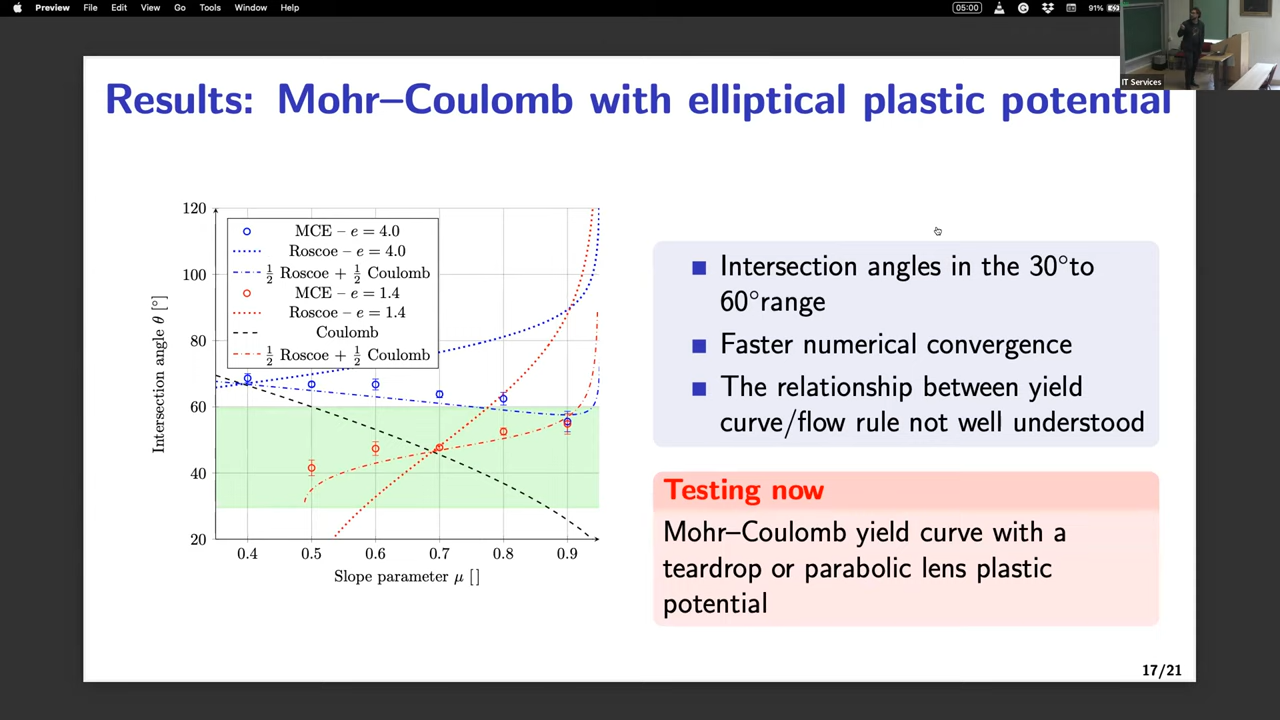 Preview File Edit View Go Tools Window Help 05:00 91%
IT Services
Results: Mohr–Coulomb with elliptical plastic potential
120
100
80
60
40
20
Intersection angle θ [°]
MCE – e = 4.0
Roscoe – e = 4.0
½ Roscoe + ½ Coulomb
MCE – e = 1.4
Roscoe – e = 1.4
Coulomb
½ Roscoe + ½ Coulomb
0.4 0.5 0.6 0.7 0.8 0.9
Slope parameter μ [ ]
Intersection angles in the 30°to
60°range
Faster numerical convergence
The relationship between yield
curve/flow rule not well understood
Testing now
Mohr–Coulomb yield curve with a
teardrop or parabolic lens plastic
potential
17/21